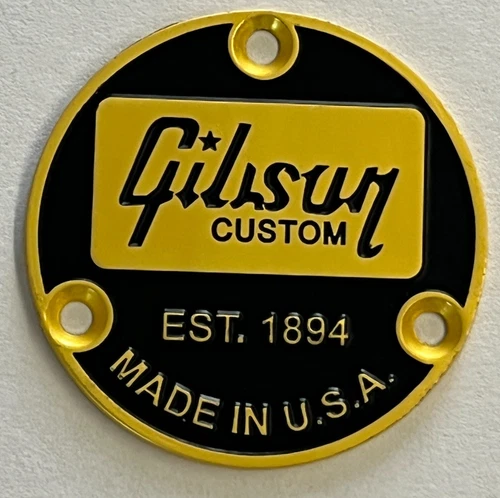 Gibson
CUSTOM
EST. 1894
MADE IN U.S.A.